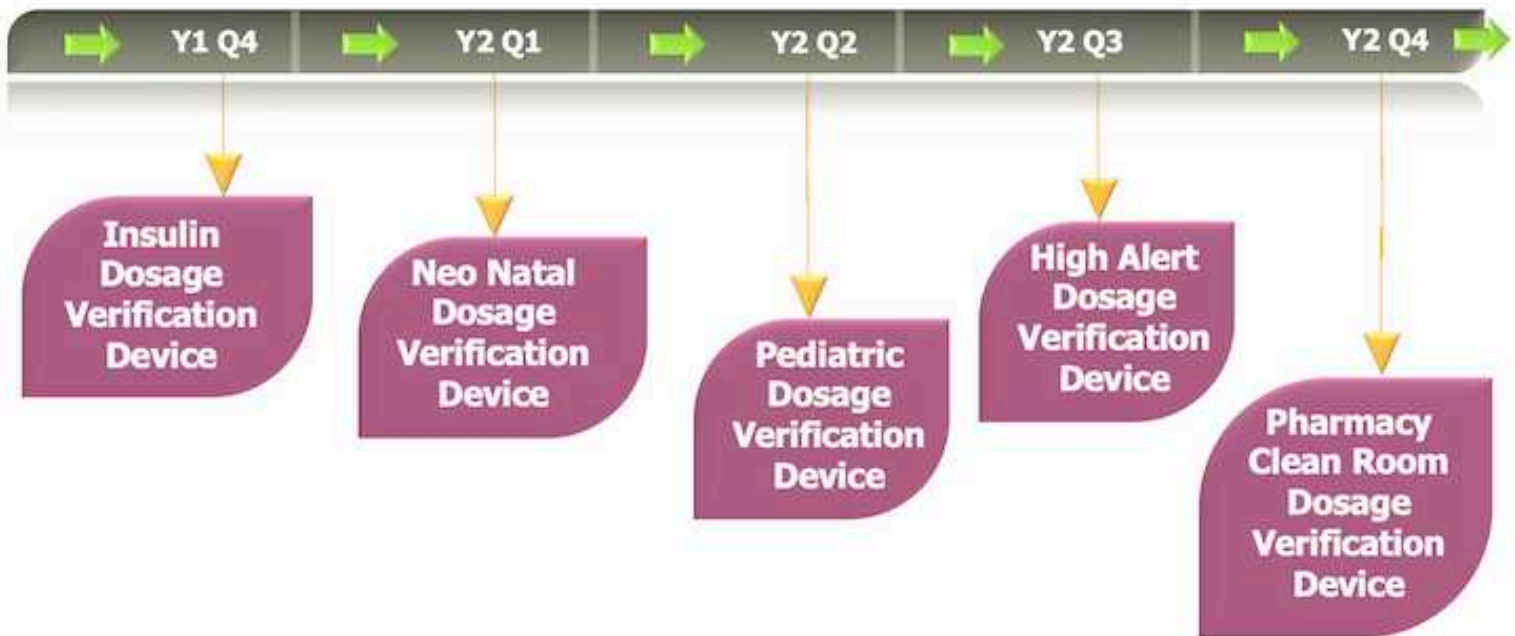 Y1 Q4
Y2 Q1
Y2 Q2
Y2 Q3
Y2 Q4
Insulin
Dosage
Verification
Device
Neo Natal
Dosage
Verification
Device
Pediatric
Dosage
Verification
Device
High Alert
Dosage
Verification
Device
Pharmacy
Clean Room
Dosage
Verification
Device